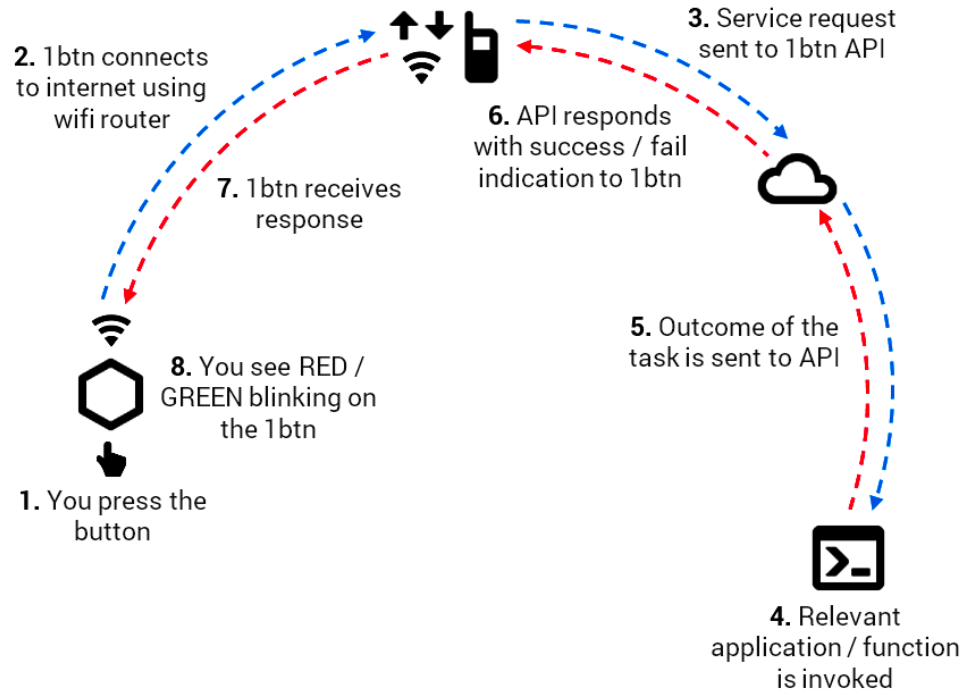 1. You press the
button
2. 1btn connects
to internet using
wifi router
3. Service request
sent to 1btn API
4. Relevant
application / function
is invoked
5. Outcome of the
task is sent to API
6. API responds
with success / fail
indication to 1btn
7. 1btn receives
response
8. You see RED /
GREEN blinking on
the 1btn